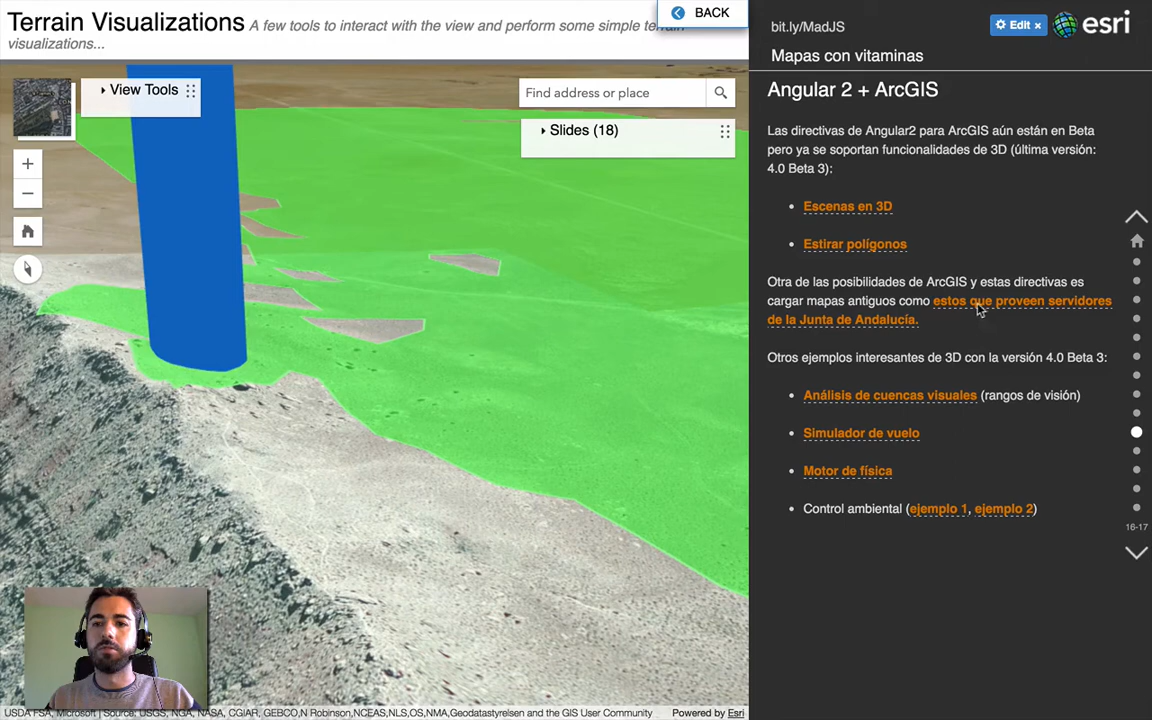 Terrain Visualizations A few tools to interact with the view and perform some simple terrain
visualizations...
BACK
View Tools
Find address or place
Slides (18)
USDA FSA, Microsoft | Source: USGS, NGA, NASA, CGIAR, GEBCO,N Robinson,NCEAS,NLS,OS,NMA,Geodatastyrelsen and the GIS User Community
Powered by Esri
bit.ly/MadJS
Edit ×
esri
Mapas con vitaminas
Angular 2 + ArcGIS
Las directivas de Angular2 para ArcGIS aún están en Beta
pero ya se soportan funcionalidades de 3D (última versión:
4.0 Beta 3):
• Escenas en 3D
• Estirar polígonos
Otra de las posibilidades de ArcGIS y estas directivas es
cargar mapas antiguos como estos que proveen servidores
de la Junta de Andalucía.
Otros ejemplos interesantes de 3D con la versión 4.0 Beta 3:
• Análisis de cuencas visuales (rangos de visión)
• Simulador de vuelo
• Motor de física
• Control ambiental (ejemplo 1, ejemplo 2)
16-17